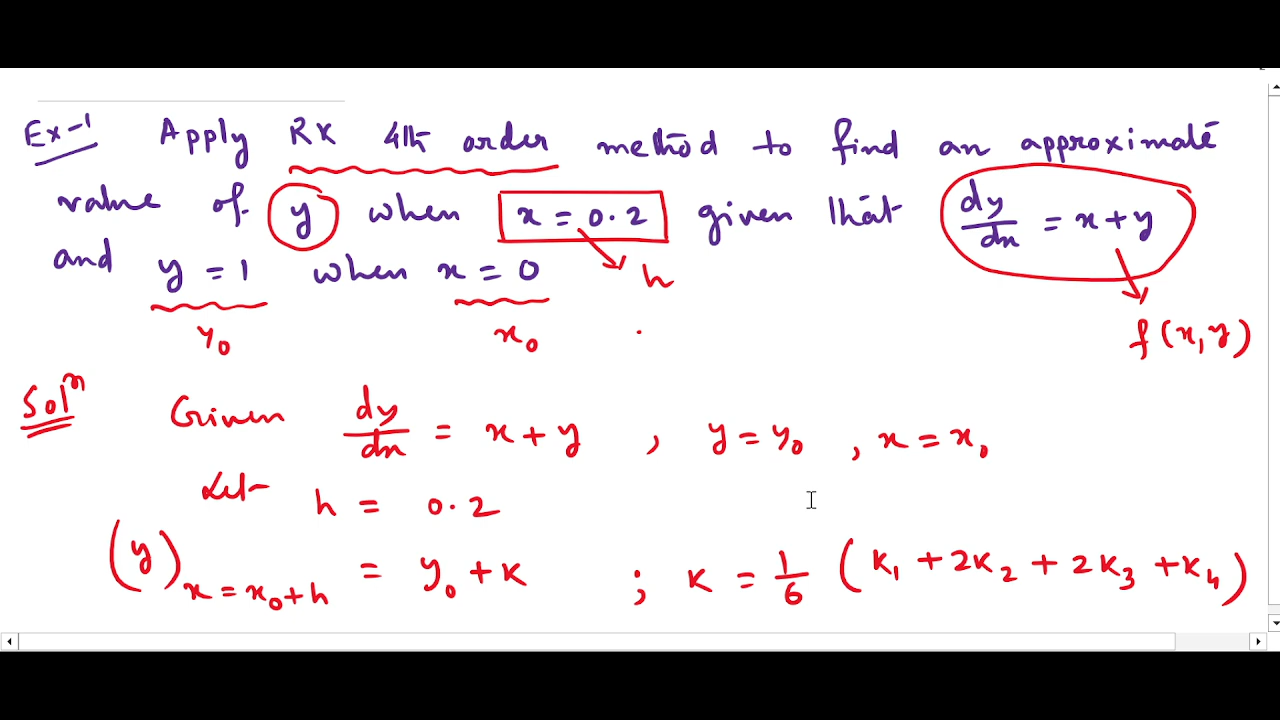 Ex-1 Apply RK 4th order method to find an approximate
value of y when x = 0.2 given that dy/dx = x+y
and y = 1 when x = 0
h
y₀ x₀ f(x,y)
Solⁿ Given dy/dx = x + y , y = y₀ , x = x₀
Let h = 0.2
(y)ₓ₌ₓ₀₊ₕ = y₀ + K ; K = 1/6 (K₁ + 2K₂ + 2K₃ + K₄)